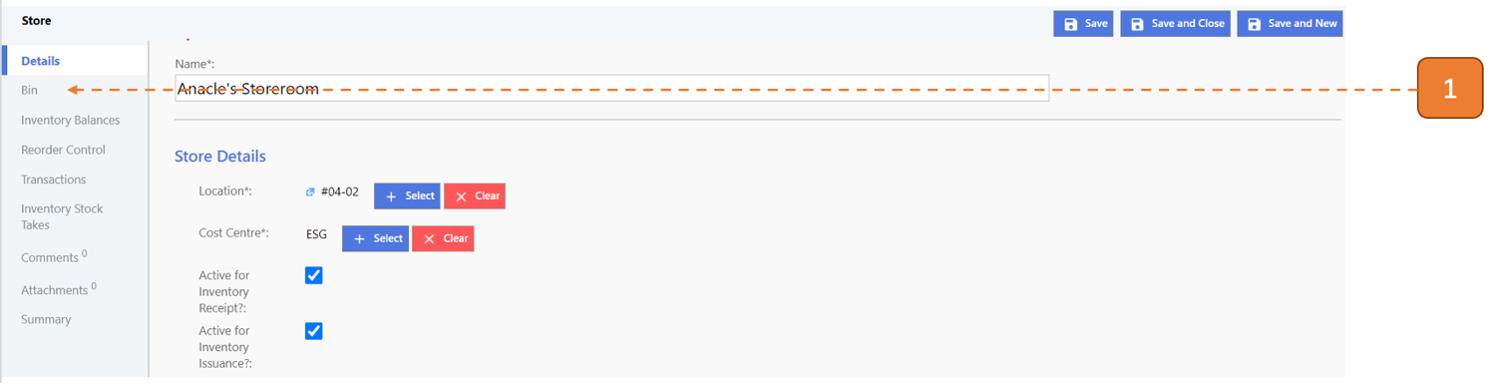 Store
Save
Save and Close
Save and New
Details
Bin
Inventory Balances
Reorder Control
Transactions
Inventory Stock
Takes
Comments 0
Attachments 0
Summary
Name*:
Anacle's Storeroom
1
Store Details
Location*:
#04-02
Select
Clear
Cost Centre*:
ESG
Select
Clear
Active for
Inventory
Receipt?:
Active for
Inventory
Issuance?: